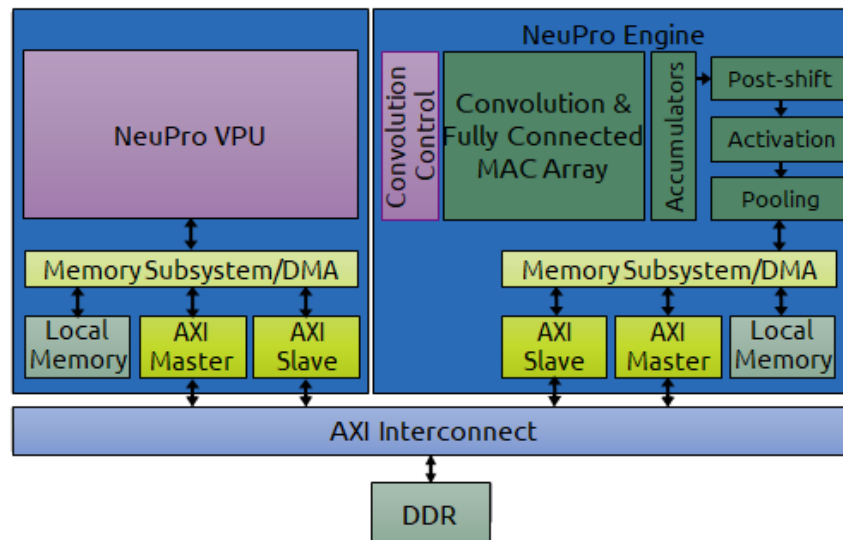 NeuPro VPU
Memory Subsystem/DMA
Local
Memory
AXI
Master
AXI
Slave
NeuPro Engine
Convolution
Control
Convolution &
Fully Connected
MAC Array
Accumulators
Post-shift
Activation
Pooling
Memory Subsystem/DMA
AXI
Slave
AXI
Master
Local
Memory
AXI Interconnect
DDR